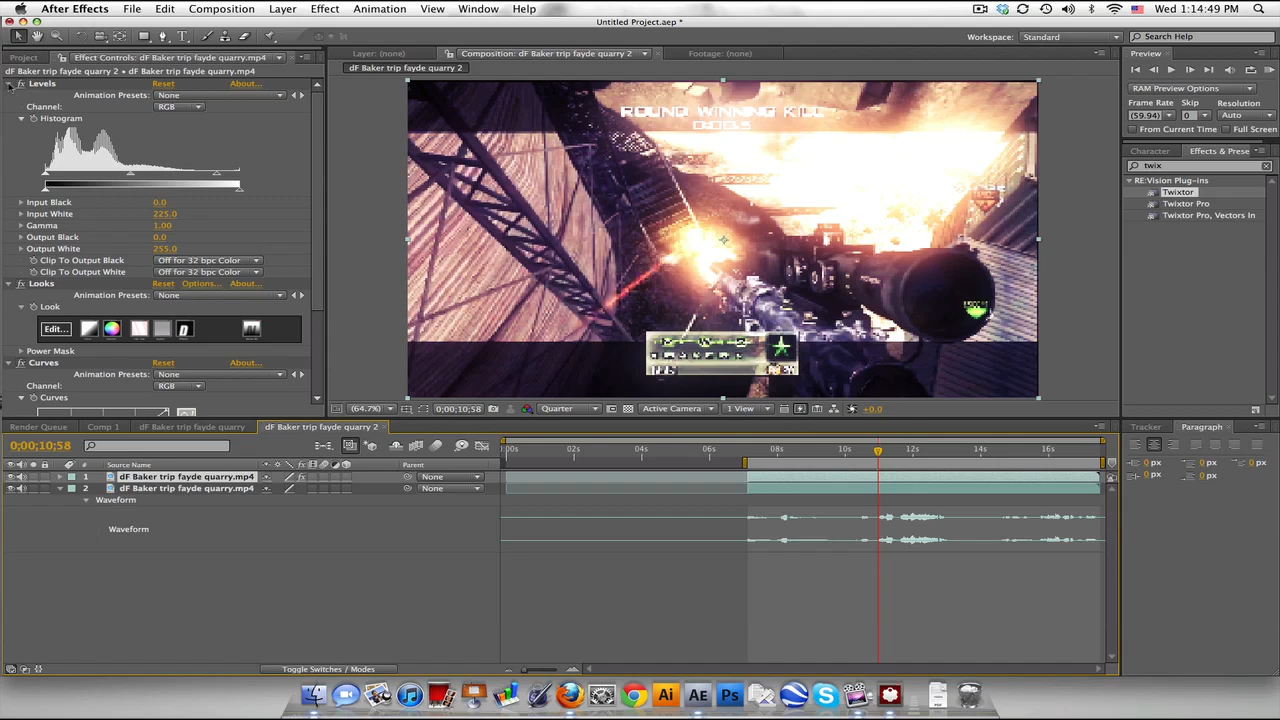 After Effects File Edit Composition Layer Effect Animation View Window Help Wed 1:14:49 PM
Untitled Project.aep *
Workspace: Standard Search Help
Project Effect Controls: dF Baker trip fayde quarry.mp4 Layer: (none) Composition: dF Baker trip fayde quarry 2 Footage: (none) Preview
dF Baker trip fayde quarry 2 • dF Baker trip fayde quarry.mp4 dF Baker trip fayde quarry 2
Levels Reset About...
Animation Presets: None
Channel: RGB
Histogram
Input Black 0.0
Input White 225.0
Gamma 1.00
Output Black 0.0
Output White 255.0
Clip To Output Black Off for 32 bpc Color
Clip To Output White Off for 32 bpc Color
Looks Reset Options... About...
Animation Presets: None
Look
Edit...
Power Mask
Curves Reset About...
Animation Presets: None
Channel: RGB
Curves
ROUND WINNING KILL
RAM Preview Options
Frame Rate Skip Resolution
(59.94) 0 Auto
From Current Time Full Screen
Character Effects & Prese
twix
RE:Vision Plug-ins
Twixtor
Twixtor Pro
Twixtor Pro, Vectors In
(64.7%) 0;00;10;58 Quarter Active Camera 1 View +0.0
Render Queue Comp 1 dF Baker trip fayde quarry dF Baker trip fayde quarry 2 Tracker Paragraph
0;00;10;58 :00s 02s 04s 06s 08s 10s 12s 14s 16s
# Source Name Parent
1 dF Baker trip fayde quarry.mp4 None
2 dF Baker trip fayde quarry.mp4 None
Waveform
Waveform
0 px 0 px 0 px
0 px 0 px
Toggle Switches / Modes
Ai AE Ps